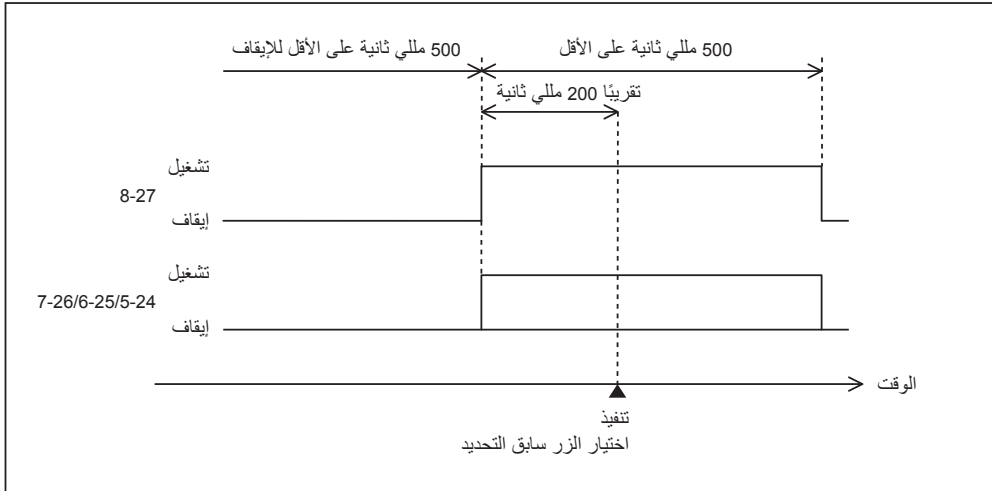 500 مللي ثانية على الأقل للإيقاف
500 مللي ثانية على الأقل
تقريبًا 200 مللي ثانية
تشغيل
8-27
إيقاف
تشغيل
7-26/6-25/5-24
إيقاف
الوقت
تنفيذ
اختيار الزر سابق التحديد